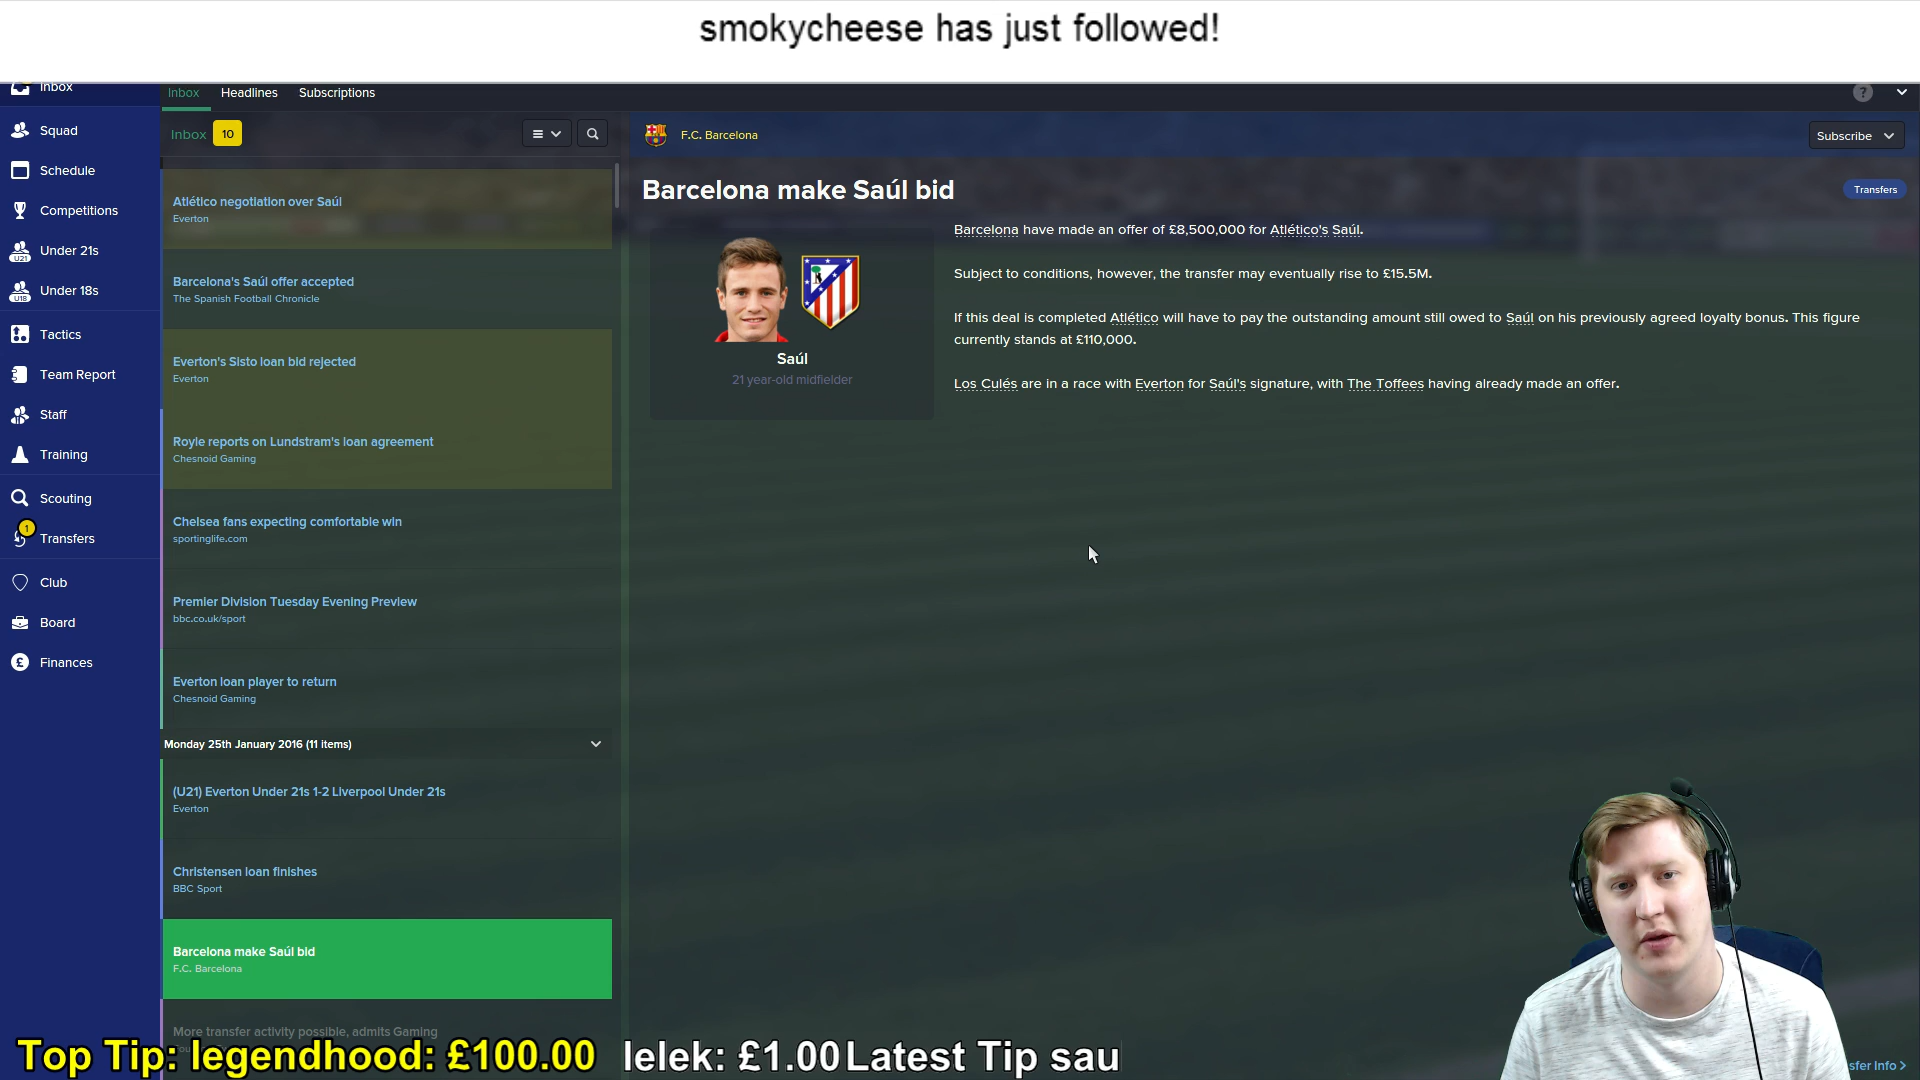 smokycheese has just followed!
Inbox
Squad
Schedule
Competitions
U21
Under 21s
U18
Under 18s
Tactics
Team Report
Staff
Training
Scouting
1
Transfers
Club
Board
£
Finances
Inbox Headlines Subscriptions
?
Inbox 10
Atlético negotiation over Saúl
Everton
Barcelona's Saúl offer accepted
The Spanish Football Chronicle
Everton's Sisto loan bid rejected
Everton
Royle reports on Lundstram's loan agreement
Chesnoid Gaming
Chelsea fans expecting comfortable win
sportinglife.com
Premier Division Tuesday Evening Preview
bbc.co.uk/sport
Everton loan player to return
Chesnoid Gaming
Monday 25th January 2016 (11 items)
(U21) Everton Under 21s 1-2 Liverpool Under 21s
Everton
Christensen loan finishes
BBC Sport
Barcelona make Saúl bid
F.C. Barcelona
More transfer activity possible, admits Gaming
F.C. Barcelona
Subscribe
Barcelona make Saúl bid
Transfers
Saúl
21 year-old midfielder
Barcelona have made an offer of £8,500,000 for Atlético's Saúl.
Subject to conditions, however, the transfer may eventually rise to £15.5M.
If this deal is completed Atlético will have to pay the outstanding amount still owed to Saúl on his previously agreed loyalty bonus. This figure
currently stands at £110,000.
Los Culés are in a race with Everton for Saúl's signature, with The Toffees having already made an offer.
Top Tip: legendhood: £100.00 lelek: £1.00 Latest Tip sau
sfer Info >